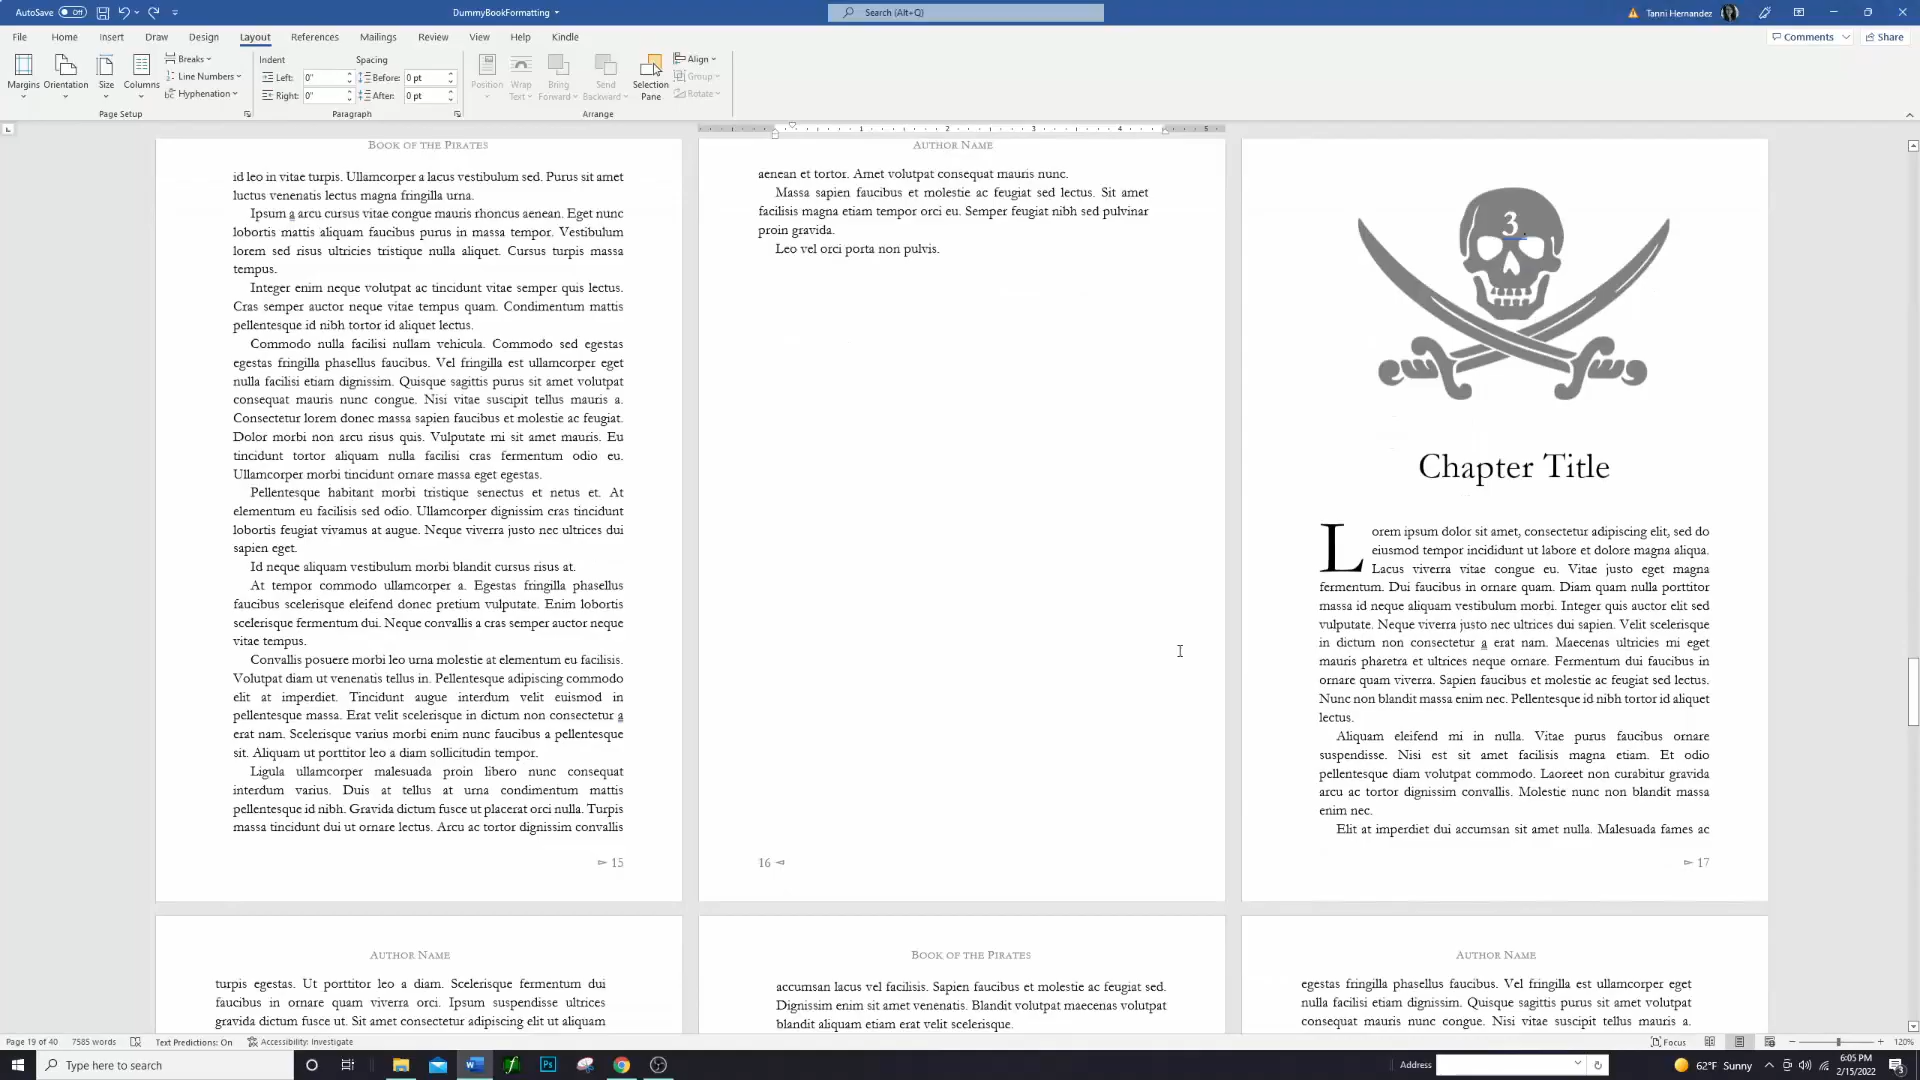 AutoSave Off
DummyBookFormatting
Search (Alt+Q)
Tanni Hernandez
File Home Insert Draw Design Layout References Mailings Review View Help Kindle
Comments Share
Margins
Orientation
Size
Columns
Breaks
Line Numbers
Hyphenation
Page Setup
Indent
Left: 0"
Right: 0"
Spacing
Before: 0 pt
After: 0 pt
Paragraph
Position
Wrap
Text
Bring
Forward
Send
Backward
Selection
Pane
Align
Group
Rotate
Arrange
1 2 3 4 5
BOOK OF THE PIRATES
id leo in vitae turpis. Ullamcorper a lacus vestibulum sed. Purus sit amet
luctus venenatis lectus magna fringilla urna.
Ipsum a arcu cursus vitae congue mauris rhoncus aenean. Eget nunc
lobortis mattis aliquam faucibus purus in massa tempor. Vestibulum
lorem sed risus ultricies tristique nulla aliquet. Cursus turpis massa
tempus.
Integer enim neque volutpat ac tincidunt vitae semper quis lectus.
Cras semper auctor neque vitae tempus quam. Condimentum mattis
pellentesque id nibh tortor id aliquet lectus.
Commodo nulla facilisi nullam vehicula. Commodo sed egestas
egestas fringilla phasellus faucibus. Vel fringilla est ullamcorper eget
nulla facilisi etiam dignissim. Quisque sagittis purus sit amet volutpat
consequat mauris nunc congue. Nisi vitae suscipit tellus mauris a.
Consectetur lorem donec massa sapien faucibus et molestie ac feugiat.
Dolor morbi non arcu risus quis. Vulputate mi sit amet mauris. Eu
tincidunt tortor aliquam nulla facilisi cras fermentum odio eu.
Ullamcorper morbi tincidunt ornare massa eget egestas.
Pellentesque habitant morbi tristique senectus et netus et. At
elementum eu facilisis sed odio. Ullamcorper dignissim cras tincidunt
lobortis feugiat vivamus at augue. Neque viverra justo nec ultrices dui
sapien eget.
Id neque aliquam vestibulum morbi blandit cursus risus at.
At tempor commodo ullamcorper a. Egestas fringilla phasellus
faucibus scelerisque eleifend donec pretium vulputate. Enim lobortis
scelerisque fermentum dui. Neque convallis a cras semper auctor neque
vitae tempus.
Convallis posuere morbi leo urna molestie at elementum eu facilisis.
Volutpat diam ut venenatis tellus in. Pellentesque adipiscing commodo
elit at imperdiet. Tincidunt augue interdum velit euismod in
pellentesque massa. Erat velit scelerisque in dictum non consectetur a
erat nam. Scelerisque varius morbi enim nunc faucibus a pellentesque
sit. Aliquam ut porttitor leo a diam sollicitudin tempor.
Ligula ullamcorper malesuada proin libero nunc consequat
interdum varius. Duis at tellus at urna condimentum mattis
pellentesque id nibh. Gravida dictum fusce ut placerat orci nulla. Turpis
massa tincidunt dui ut ornare lectus. Arcu ac tortor dignissim convallis
15
AUTHOR NAME
aenean et tortor. Amet volutpat consequat mauris nunc.
Massa sapien faucibus et molestie ac feugiat sed lectus. Sit amet
facilisis magna etiam tempor orci eu. Semper feugiat nibh sed pulvinar
proin gravida.
Leo vel orci porta non pulvis.
16
3.
Chapter Title
Lorem ipsum dolor sit amet, consectetur adipiscing elit, sed do
eiusmod tempor incididunt ut labore et dolore magna aliqua.
Lacus viverra vitae congue eu. Vitae justo eget magna
fermentum. Dui faucibus in ornare quam. Diam quam nulla porttitor
massa id neque aliquam vestibulum morbi. Integer quis auctor elit sed
vulputate. Neque viverra justo nec ultrices dui sapien. Velit scelerisque
in dictum non consectetur a erat nam. Maecenas ultricies mi eget
mauris pharetra et ultrices neque ornare. Fermentum dui faucibus in
ornare quam viverra. Sapien faucibus et molestie ac feugiat sed lectus.
Nunc non blandit massa enim nec. Pellentesque id nibh tortor id aliquet
lectus.
Aliquam eleifend mi in nulla. Vitae purus faucibus ornare
suspendisse. Nisi est sit amet facilisis magna etiam. Et odio
pellentesque diam volutpat commodo. Laoreet non curabitur gravida
arcu ac tortor dignissim convallis. Molestie nunc non blandit massa
enim nec.
Elit at imperdiet dui accumsan sit amet nulla. Malesuada fames ac
17
AUTHOR NAME
turpis egestas. Ut porttitor leo a diam. Scelerisque fermentum dui
faucibus in ornare quam viverra orci. Ipsum suspendisse ultrices
gravida dictum fusce ut. Sit amet consectetur adipiscing elit ut aliquam
BOOK OF THE PIRATES
accumsan lacus vel facilisis. Sapien faucibus et molestie ac feugiat sed.
Dignissim enim sit amet venenatis. Blandit volutpat maecenas volutpat
blandit aliquam etiam erat velit scelerisque.
AUTHOR NAME
egestas fringilla phasellus faucibus. Vel fringilla est ullamcorper eget
nulla facilisi etiam dignissim. Quisque sagittis purus sit amet volutpat
consequat mauris nunc congue. Nisi vitae suscipit tellus mauris a.
Page 19 of 40 7585 words Text Predictions: On Accessibility: Investigate
Focus 120%
Type here to search
Address
62°F Sunny
6:05 PM
2/15/2022
3